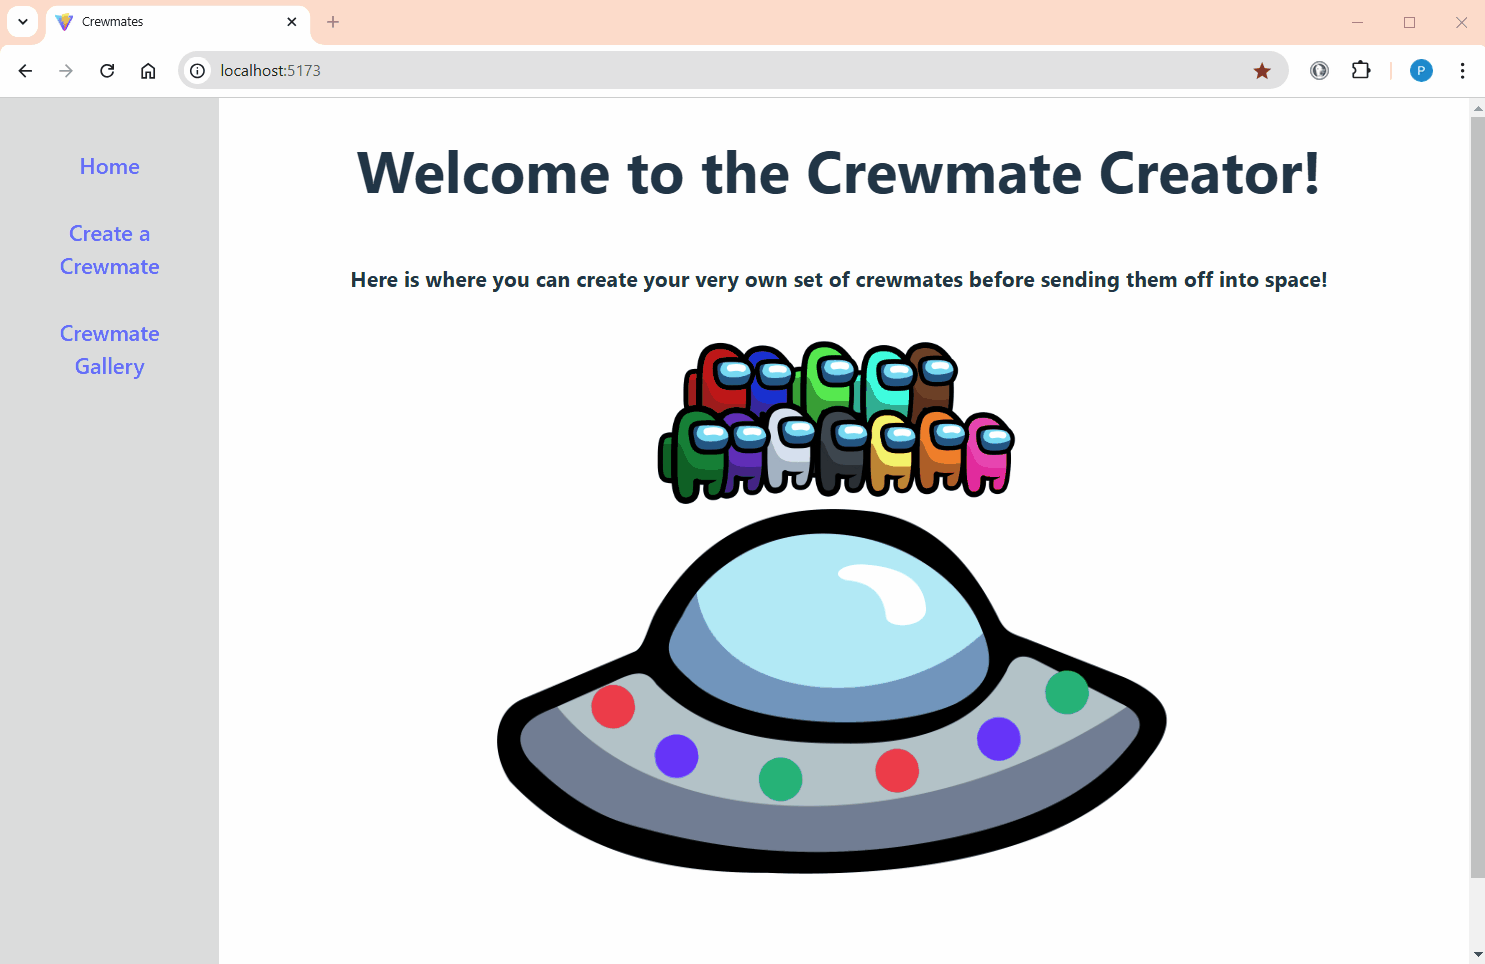 Crewmates
localhost:5173
P
Home
Create a
Crewmate
Crewmate
Gallery
Welcome to the Crewmate Creator!
Here is where you can create your very own set of crewmates before sending them off into space!